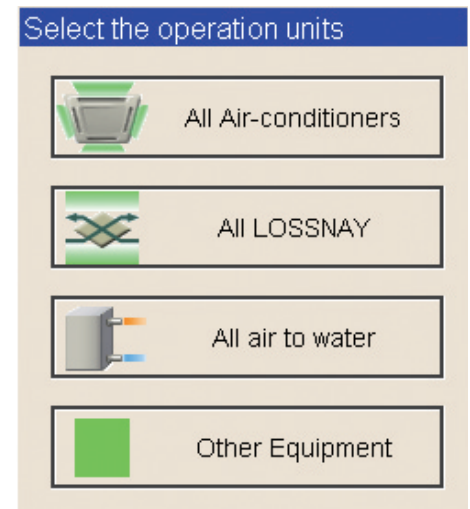 Select the operation units
All Air-conditioners
All LOSSNAY
All air to water
Other Equipment